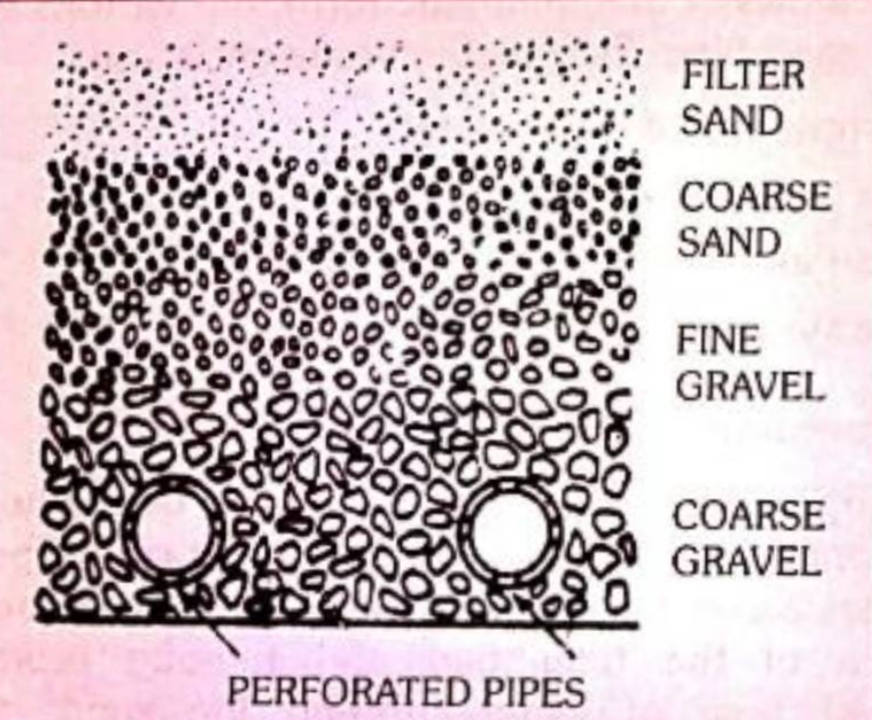 FILTER
SAND
COARSE
SAND
FINE
GRAVEL
COARSE
GRAVEL
PERFORATED PIPES